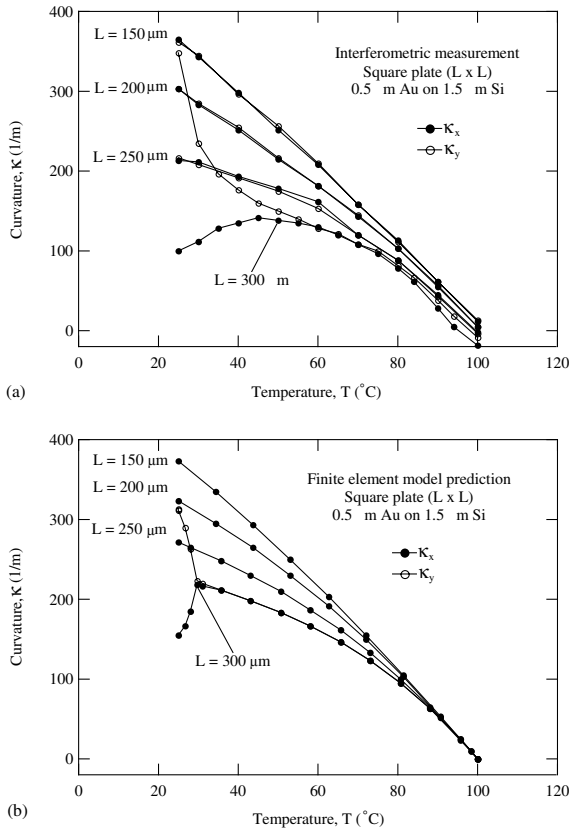 400
300
200
100
0
L = 150 μm
L = 200 μm
L = 250 μm
L = 300   m
Interferometric measurement
Square plate (L x L)
0.5   m Au on 1.5   m Si
κx
κy
Curvature, κ (1/m)
0 20 40 60 80 100 120
Temperature, T (°C)
(a)
400
300
200
100
0
L = 150 μm
L = 200 μm
L = 250 μm
L = 300 μm
Finite element model prediction
Square plate (L x L)
0.5   m Au on 1.5   m Si
κx
κy
Curvature, κ (1/m)
0 20 40 60 80 100 120
Temperature, T (°C)
(b)